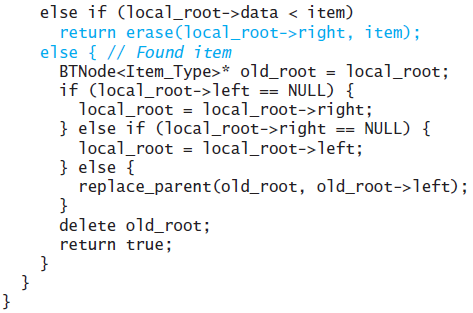 else if (local_root->data < item)
return erase(local_root->right, item);
else { // Found item
BTNode<Item_Type>* old_root = local_root;
if (local_root->left == NULL) {
local_root = local_root->right;
} else if (local_root->right == NULL) {
local_root = local_root->left;
} else {
replace_parent(old_root, old_root->left);
}
delete old_root;
return true;
}
}
}